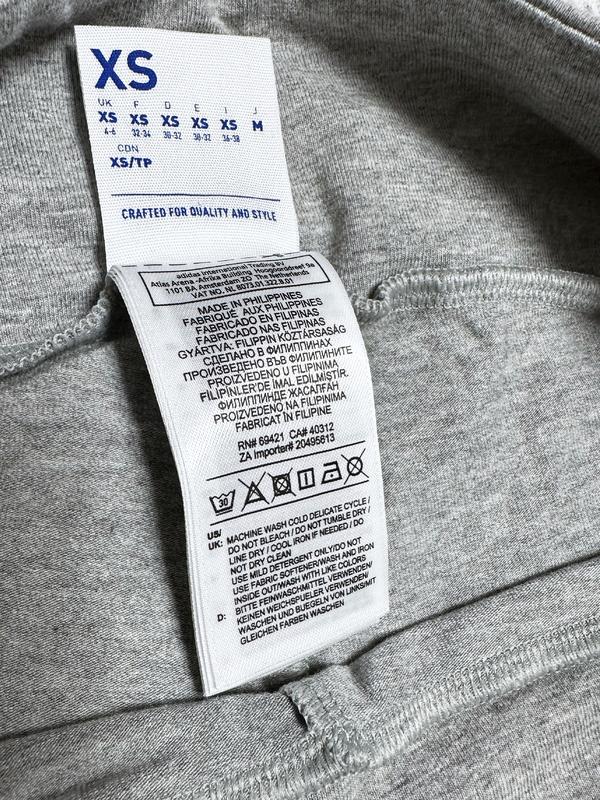 XS
UK F D E I J
XS XS XS XS XS M
4-6 32-34 30-32 30-32 36-38
CDN
XS/TP
CRAFTED FOR QUALITY AND STYLE
adidas International Trading BV
Atlas Arena Afrika Building Hoogoorddreef 9a
1101 BA Amsterdam ZO The Netherlands
VAT NO. NL 8073.01.322.B.01
MADE IN PHILIPPINES
FABRIQUÉ AUX PHILIPPINES
FABRICADO EN FILIPINAS
FABRICADO NAS FILIPINAS
GYÁRTVA: FILIPPIN KÖZTÁRSASÁG
СДЕЛАНО В ФИЛИППИНАХ
ПРОИЗВЕДЕНО ВЪВ ФИЛИПИНИТЕ
PROIZVEDENO U FILIPINIMA
FİLİPİNLER'DE İMAL EDİLMİŞTİR.
ФИЛИППИНДЕ ЖАСАЛҒАН
PROIZVEDENO NA FILIPINIMA
FABRICAT ÎN FILIPINE
RN# 69421 CA# 40312
ZA Importer# 20495613
30
US/
UK: MACHINE WASH COLD DELICATE CYCLE /
DO NOT BLEACH / DO NOT TUMBLE DRY /
LINE DRY / COOL IRON IF NEEDED / DO
NOT DRY CLEAN
USE MILD DETERGENT ONLY/DO NOT
USE FABRIC SOFTENER/WASH AND IRON
INSIDE OUT/WASH WITH LIKE COLORS
D: BITTE FEINWASCHMITTEL VERWENDEN/
KEINEN WEICHSPUELER VERWENDEN/
WASCHEN UND BUEGELN VON LINKS/MIT
GLEICHEN FARBEN WASCHEN